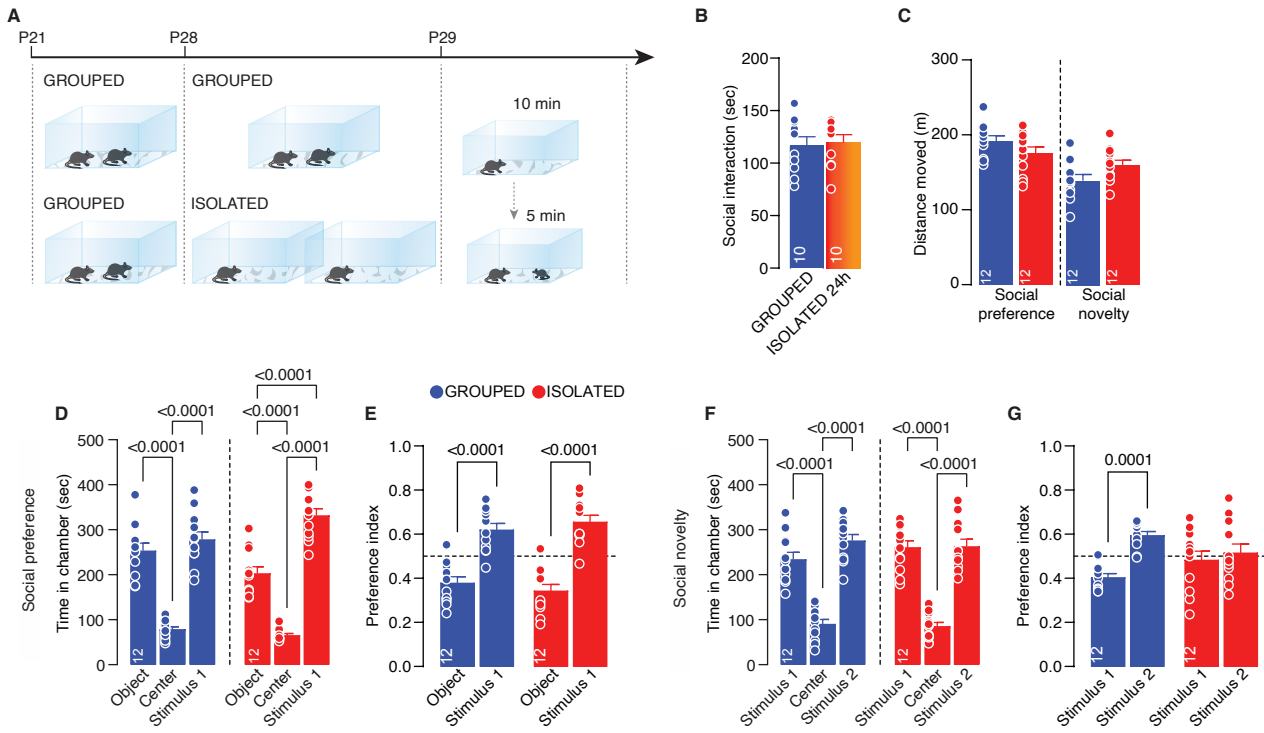 A
P21
P28
P29
GROUPED
GROUPED
10 min
GROUPED
ISOLATED
5 min
B
Social interaction (sec)
200
150
100
50
0
10
10
GROUPED
ISOLATED 24h
C
Distance moved (m)
300
200
100
0
12
12
12
12
Social preference
Social novelty
GROUPED
ISOLATED
Social preference
D
Time in chamber (sec)
500
400
300
200
100
0
<0.0001
<0.0001
<0.0001
<0.0001
<0.0001
12
12
Object
Center
Stimulus 1
Object
Center
Stimulus 1
E
Preference index
1.0
0.8
0.6
0.4
0.2
0.0
<0.0001
<0.0001
12
12
Object
Stimulus 1
Object
Stimulus 1
Social novelty
F
Time in chamber (sec)
500
400
300
200
100
0
<0.0001
<0.0001
<0.0001
<0.0001
12
12
Stimulus 1
Center
Stimulus 2
Stimulus 1
Center
Stimulus 2
G
Preference index
1.0
0.8
0.6
0.4
0.2
0.0
0.0001
12
12
Stimulus 1
Stimulus 2
Stimulus 1
Stimulus 2